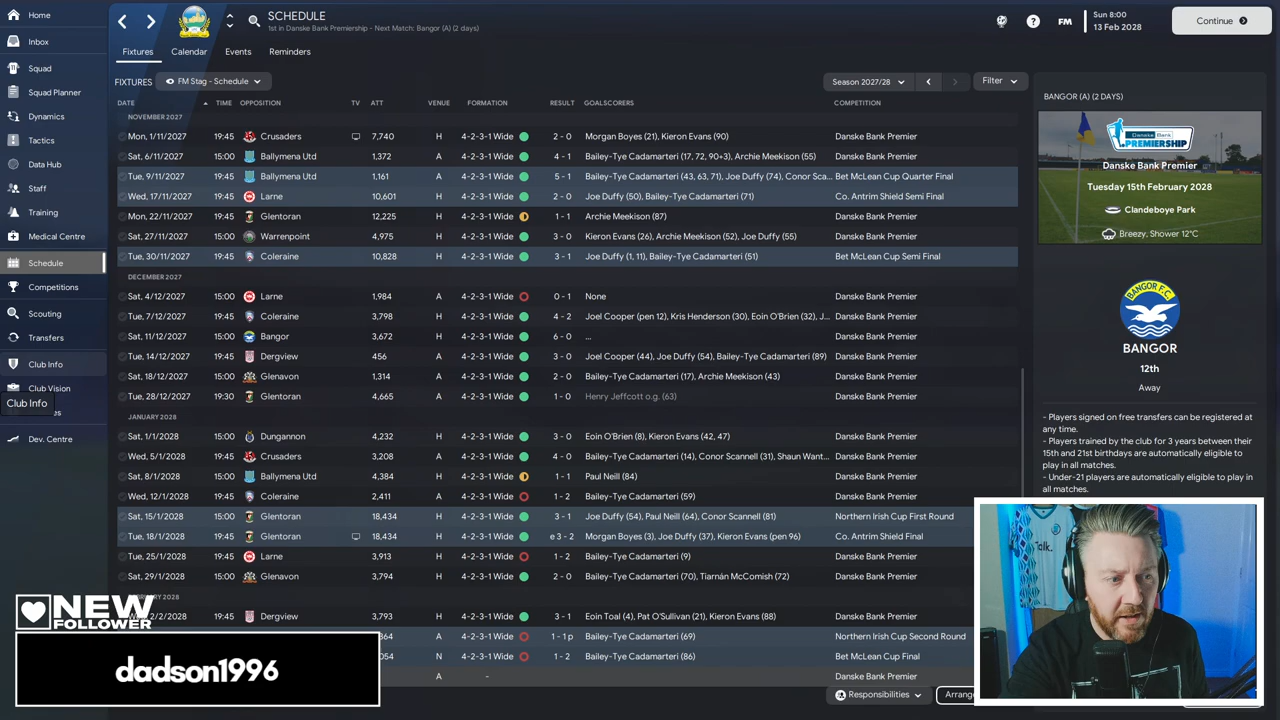 Home
Inbox
Squad
Squad Planner
Dynamics
Tactics
Data Hub
Staff
Training
Medical Centre
Schedule
Competitions
Scouting
Transfers
Club Info
Club Vision
Club Info
Dev. Centre
SCHEDULE
1st in Danske Bank Premiership - Next Match: Bangor (A) (2 days)
FM
Sun 8:00
13 Feb 2028
Continue
Fixtures Calendar Events Reminders
FIXTURES FM Stag - Schedule Season 2027/28 Filter
DATE TIME OPPOSITION TV ATT VENUE FORMATION RESULT GOALSCORERS COMPETITION
NOVEMBER 2027
Mon, 1/11/2027 19:45 Crusaders 7,740 H 4-2-3-1 Wide 2 - 0 Morgan Boyes (21), Kieron Evans (90) Danske Bank Premier
Sat, 6/11/2027 15:00 Ballymena Utd 1,372 H 4-2-3-1 Wide 4 - 1 Bailey-Tye Cadamarteri (17, 72, 90+3), Archie Meekison (55) Danske Bank Premier
Tue, 9/11/2027 19:45 Ballymena Utd 1,161 H 4-2-3-1 Wide 5 - 1 Bailey-Tye Cadamarteri (43, 63, 71), Joe Duffy (74), Conor Sca... Bet McLean Cup Quarter Final
Wed, 17/11/2027 19:45 Larne 10,601 H 4-2-3-1 Wide 2 - 0 Joe Duffy (50), Bailey-Tye Cadamarteri (71) Co. Antrim Shield Semi Final
Mon, 22/11/2027 19:45 Glentoran 12,225 H 4-2-3-1 Wide 1 - 1 Archie Meekison (87) Danske Bank Premier
Sat, 27/11/2027 15:00 Warrenpoint 4,975 H 4-2-3-1 Wide 3 - 0 Kieron Evans (26), Archie Meekison (52), Joe Duffy (55) Danske Bank Premier
Tue, 30/11/2027 19:45 Coleraine 10,828 H 4-2-3-1 Wide 3 - 1 Joe Duffy (1, 11), Bailey-Tye Cadamarteri (51) Bet McLean Cup Semi Final
DECEMBER 2027
Sat, 4/12/2027 15:00 Larne 1,984 A 4-2-3-1 Wide 0 - 1 None Danske Bank Premier
Tue, 7/12/2027 19:45 Coleraine 3,798 H 4-2-3-1 Wide 4 - 2 Joel Cooper (pen 12), Kris Henderson (30), Eoin O'Brien (32), J... Danske Bank Premier
Sat, 11/12/2027 15:00 Bangor 3,672 H 4-2-3-1 Wide 6 - 0 ... Danske Bank Premier
Tue, 14/12/2027 19:45 Dergview 456 A 4-2-3-1 Wide 3 - 0 Joel Cooper (44), Joe Duffy (54), Bailey-Tye Cadamarteri (89) Danske Bank Premier
Sat, 18/12/2027 15:00 Glenavon 1,314 A 4-2-3-1 Wide 2 - 0 Bailey-Tye Cadamarteri (17), Archie Meekison (43) Danske Bank Premier
Tue, 28/12/2027 19:30 Glentoran 4,665 A 4-2-3-1 Wide 1 - 0 Henry Jeffcott o.g. (63) Danske Bank Premier
JANUARY 2028
Sat, 1/1/2028 15:00 Dungannon 4,232 H 4-2-3-1 Wide 3 - 0 Eoin O'Brien (8), Kieron Evans (42, 47) Danske Bank Premier
Wed, 5/1/2028 19:45 Crusaders 3,208 A 4-2-3-1 Wide 4 - 0 Bailey-Tye Cadamarteri (14), Conor Scannell (31), Shaun Want... Danske Bank Premier
Sat, 8/1/2028 15:00 Ballymena Utd 4,384 H 4-2-3-1 Wide 1 - 1 Paul Neill (84) Danske Bank Premier
Wed, 12/1/2028 19:45 Coleraine 2,411 A 4-2-3-1 Wide 1 - 2 Bailey-Tye Cadamarteri (59) Danske Bank Premier
Sat, 15/1/2028 15:00 Glentoran 18,434 H 4-2-3-1 Wide 3 - 1 Joe Duffy (54), Paul Neill (64), Conor Scannell (81) Northern Irish Cup First Round
Tue, 18/1/2028 19:45 Glentoran 18,434 H 4-2-3-1 Wide e 3 - 2 Morgan Boyes (3), Joe Duffy (37), Kieron Evans (pen 96) Co. Antrim Shield Final
Tue, 25/1/2028 19:45 Larne 3,913 H 4-2-3-1 Wide 1 - 2 Bailey-Tye Cadamarteri (9) Danske Bank Premier
Sat, 29/1/2028 15:00 Glenavon 3,794 H 4-2-3-1 Wide 2 - 0 Bailey-Tye Cadamarteri (70), Tiarnán McComish (72) Danske Bank Premier
2028
2/2/2028 19:45 Dergview 3,793 H 4-2-3-1 Wide 3 - 1 Eoin Toal (4), Pat O'Sullivan (21), Kieron Evans (88) Danske Bank Premier
A 4-2-3-1 Wide 1 - 1 p Bailey-Tye Cadamarteri (69) Northern Irish Cup Second Round
N 4-2-3-1 Wide 1 - 2 Bailey-Tye Cadamarteri (86) Bet McLean Cup Final
A - Danske Bank Premier
Responsibilities Arrang
BANGOR (A) (2 DAYS)
Danske Bank
PREMIERSHIP
Danske Bank Premier
Tuesday 15th February 2028
Clandeboye Park
Breezy, Shower 12°C
BANGOR F.C.
BANGOR
12th
Away
- Players signed on free transfers can be registered at
any time.
- Players trained by the club for 3 years between their
15th and 21st birthdays are automatically eligible to
play in all matches.
- Under-21 players are automatically eligible to play in
all matches.
Talk.
NEW
FOLLOWER
dadson1996